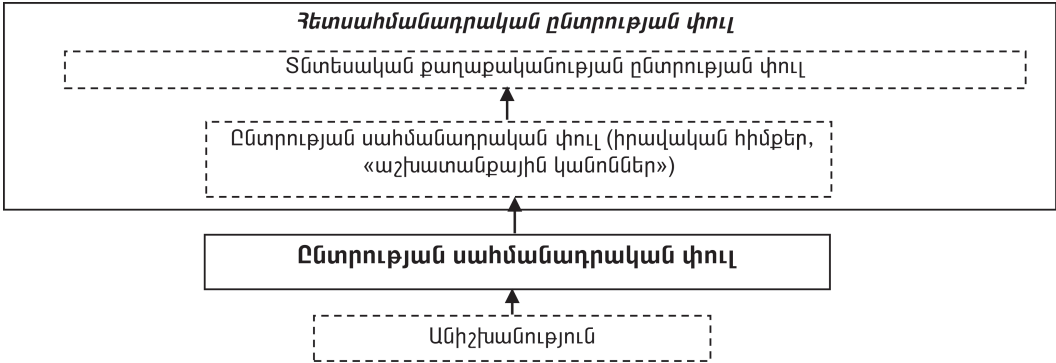 Հետսահմանադրական ընտրության փուլ
Տնտեսական քաղաքականության ընտրության փուլ
Ընտրության սահմանադրական փուլ (իրավական հիմքեր,
«աշխատանքային կանոններ»)
Ընտրության սահմանադրական փուլ
Անիշխանություն